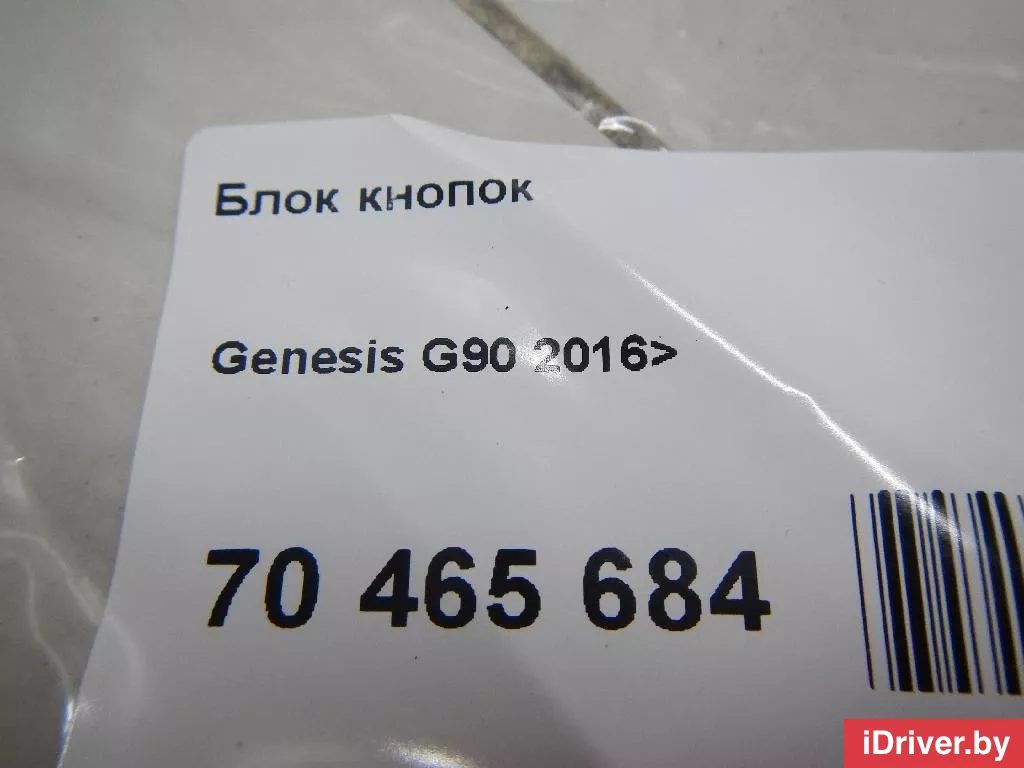 Блок кнопок
Genesis G90 2016>
70 465 684
iDriver.by